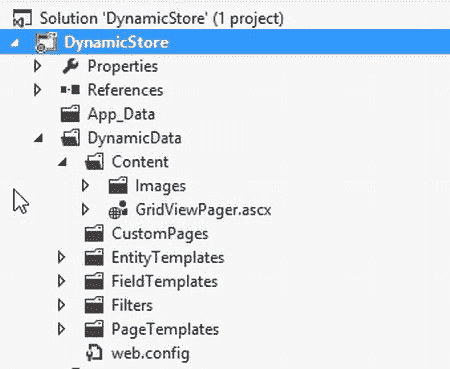 Solution 'DynamicStore' (1 project)
DynamicStore
Properties
References
App_Data
DynamicData
Content
Images
GridViewPager.ascx
CustomPages
EntityTemplates
FieldTemplates
Filters
PageTemplates
web.config